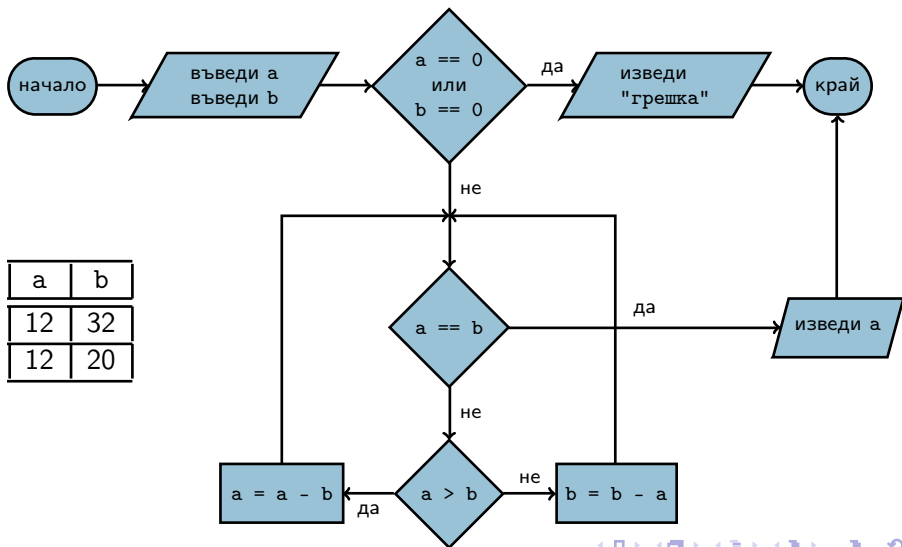 начало
въведи a
въведи b
a == 0
или
b == 0
да
изведи
"грешка"
край
не
a b
12 32
12 20
a == b
да
изведи a
не
a = a - b
да
a > b
не
b = b - a